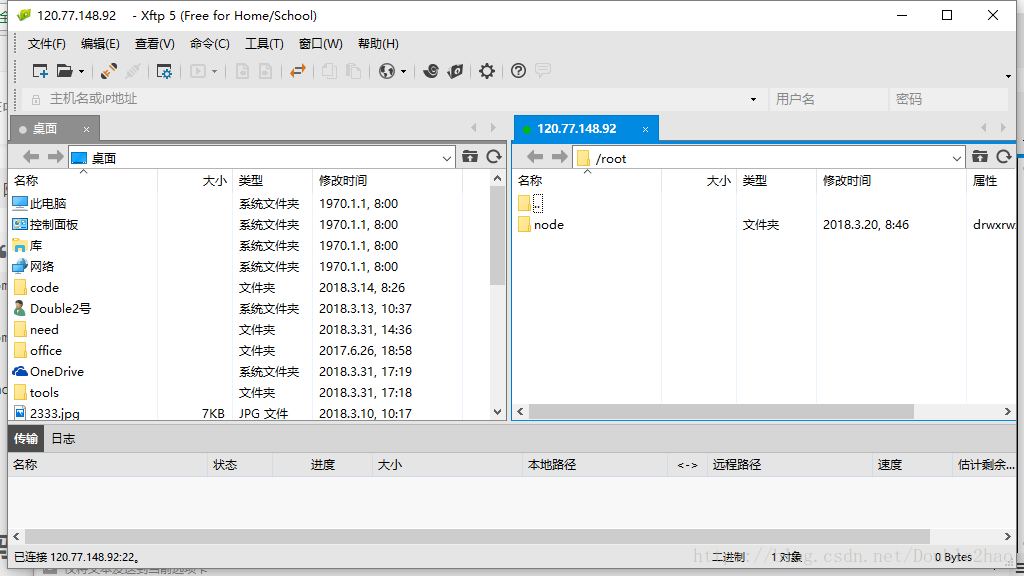 120.77.148.92 - Xftp 5 (Free for Home/School)
文件(F) 编辑(E) 查看(V) 命令(C) 工具(T) 窗口(W) 帮助(H)
主机名或IP地址 用户名 密码
桌面 × 120.77.148.92 ×
桌面 /root
名称 大小 类型 修改时间 名称 大小 类型 修改时间 属性
此电脑 系统文件夹 1970.1.1, 8:00 ..
控制面板 系统文件夹 1970.1.1, 8:00 node 文件夹 2018.3.20, 8:46 drwxrw
库 系统文件夹 1970.1.1, 8:00
网络 系统文件夹 1970.1.1, 8:00
code 文件夹 2018.3.14, 8:26
Double2号 系统文件夹 2018.3.13, 10:37
need 文件夹 2018.3.31, 14:36
office 文件夹 2017.6.26, 18:58
OneDrive 系统文件夹 2018.3.31, 17:19
tools 文件夹 2018.3.31, 17:18
2333.jpg 7KB JPG 文件 2018.3.10, 10:17
传输 日志
名称 状态 进度 大小 本地路径 <-> 远程路径 速度 估计剩余...
已连接 120.77.148.92:22。 二进制 1 对象 0 Bytes